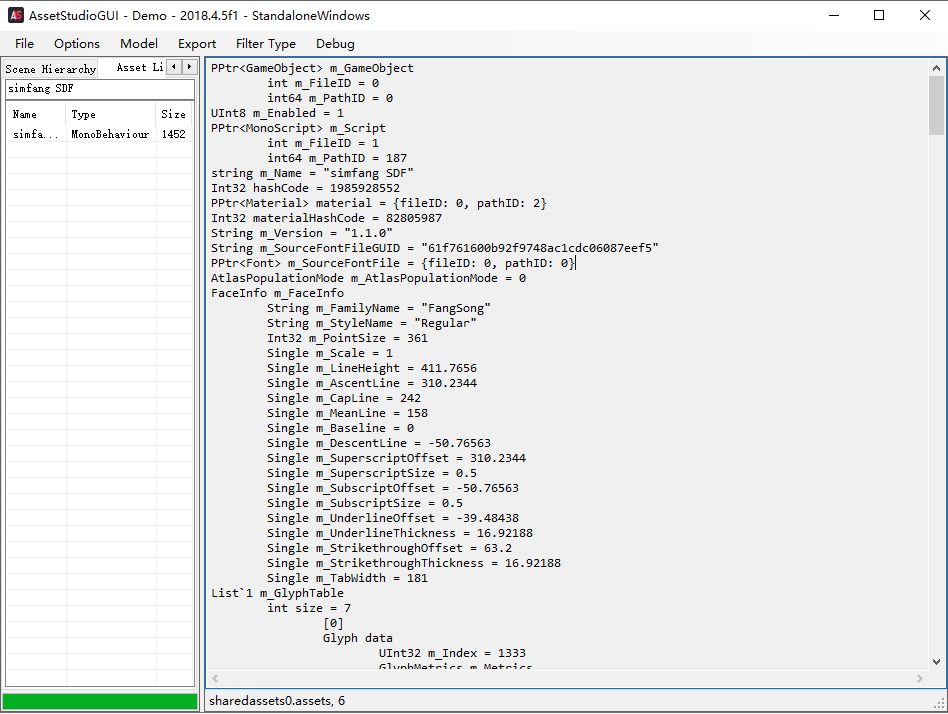 AssetStudioGUI - Demo - 2018.4.5f1 - StandaloneWindows
File Options Model Export Filter Type Debug
Scene Hierarchy Asset Li
simfang SDF
Name Type Size
simfa... MonoBehaviour 1452
PPtr<GameObject> m_GameObject
int m_FileID = 0
int64 m_PathID = 0
UInt8 m_Enabled = 1
PPtr<MonoScript> m_Script
int m_FileID = 1
int64 m_PathID = 187
string m_Name = "simfang SDF"
Int32 hashCode = 1985928552
PPtr<Material> material = {fileID: 0, pathID: 2}
Int32 materialHashCode = 82805987
String m_Version = "1.1.0"
String m_SourceFontFileGUID = "61f761600b92f9748ac1cdc06087eef5"
PPtr<Font> m_SourceFontFile = {fileID: 0, pathID: 0}
AtlasPopulationMode m_AtlasPopulationMode = 0
FaceInfo m_FaceInfo
String m_FamilyName = "FangSong"
String m_StyleName = "Regular"
Int32 m_PointSize = 361
Single m_Scale = 1
Single m_LineHeight = 411.7656
Single m_AscentLine = 310.2344
Single m_CapLine = 242
Single m_MeanLine = 158
Single m_Baseline = 0
Single m_DescentLine = -50.76563
Single m_SuperscriptOffset = 310.2344
Single m_SuperscriptSize = 0.5
Single m_SubscriptOffset = -50.76563
Single m_SubscriptSize = 0.5
Single m_UnderlineOffset = -39.48438
Single m_UnderlineThickness = 16.92188
Single m_StrikethroughOffset = 63.2
Single m_StrikethroughThickness = 16.92188
Single m_TabWidth = 181
List`1 m_GlyphTable
int size = 7
[0]
Glyph data
UInt32 m_Index = 1333
GlyphMetrics m_Metrics
sharedassets0.assets, 6